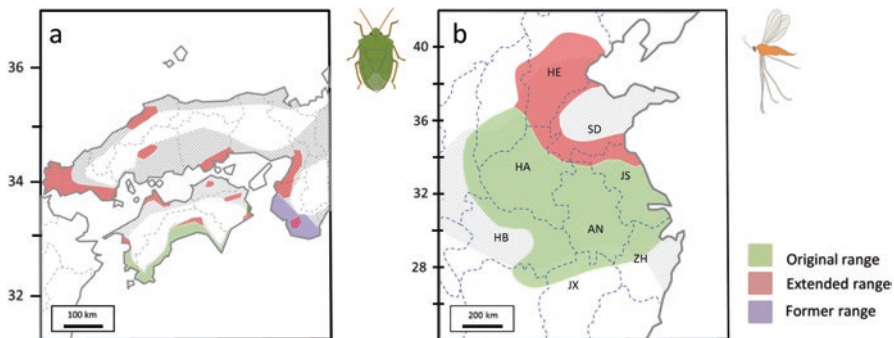 a
36
34
32
100 km
b
40
36
32
28
HE
SD
HA
JS
HB
AN
ZH
JX
200 km
Original range
Extended range
Former range